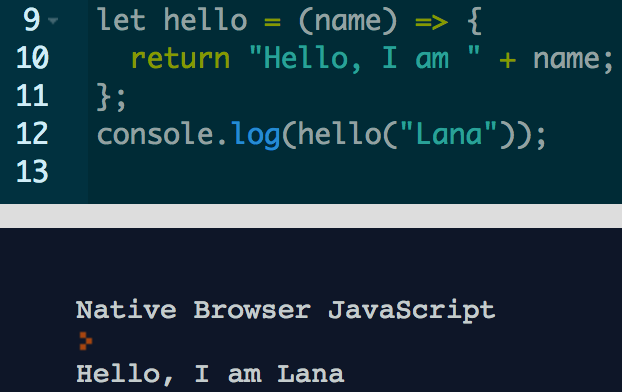 9 let hello = (name) => {
10   return "Hello, I am " + name;
11 };
12 console.log(hello("Lana"));
13
Native Browser JavaScript
>
Hello, I am Lana